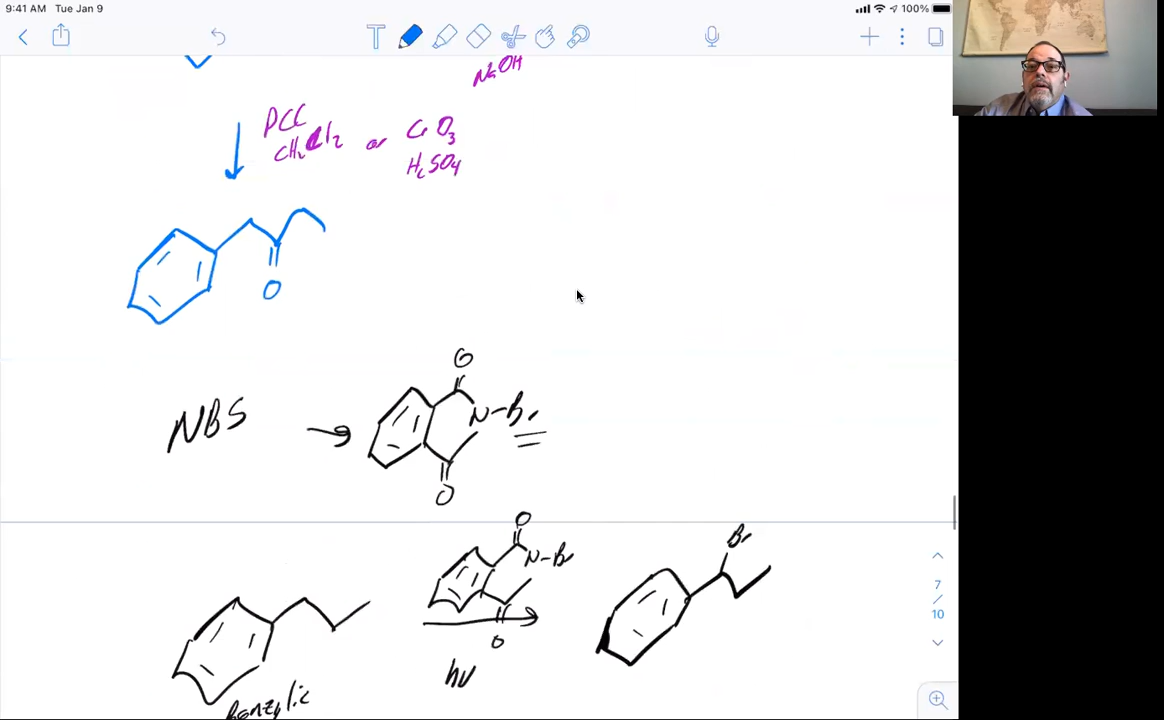 9:41 AM Tue Jan 9
100%
NaOH
PCC
CH2Cl2 or CrO3
H2SO4
O
O
NBS → N-Br
O
O
N-Br
Br
O
hν
Benzylic
7
/
10